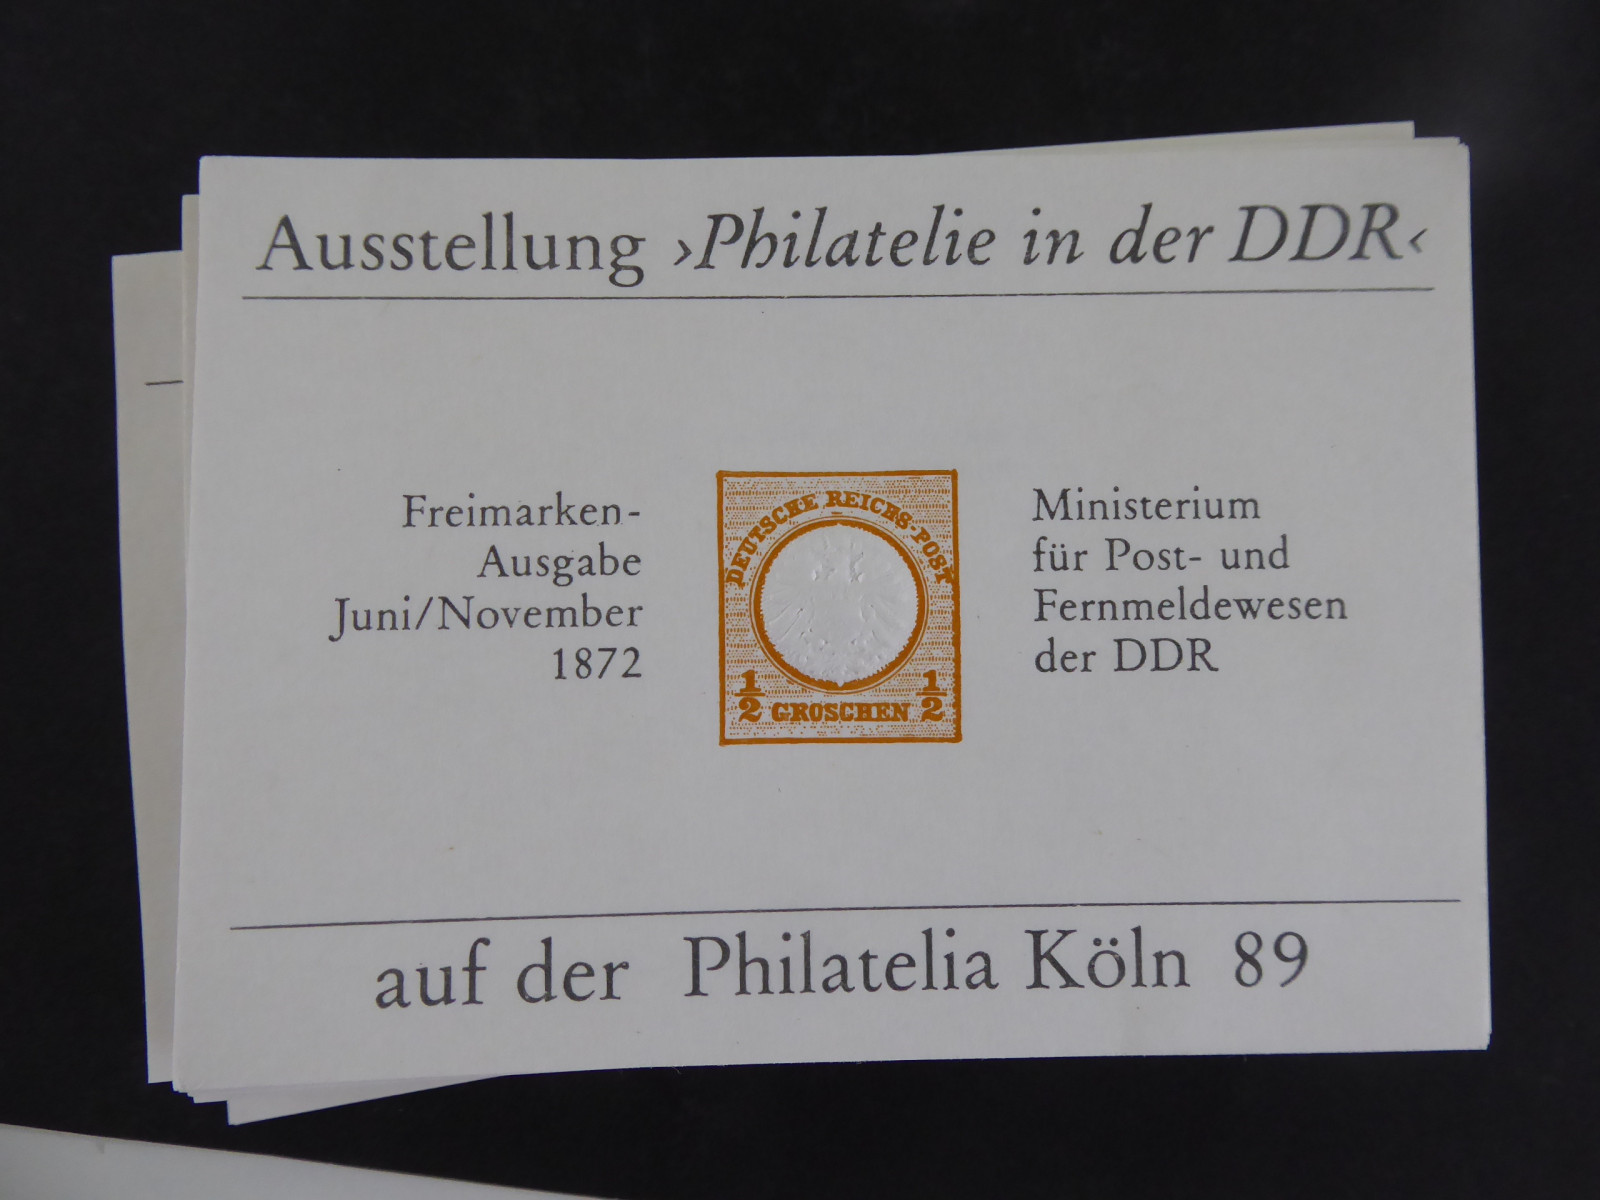 Ausstellung ›Philatelie in der DDR‹
Freimarken-
Ausgabe
Juni/November
1872
DEUTSCHE REICHS-POST
1/2 GROSCHEN 1/2
Ministerium
für Post- und
Fernmeldewesen
der DDR
auf der Philatelia Köln 89